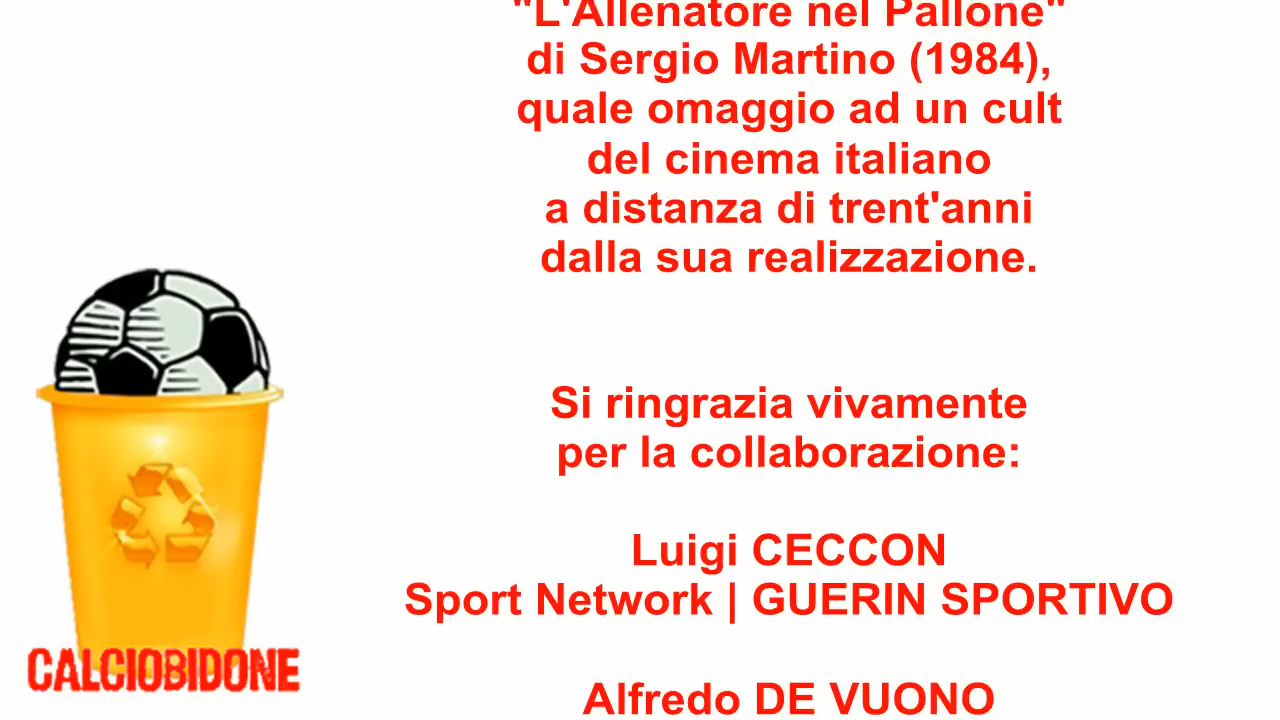 "L'Allenatore nel Pallone"
di Sergio Martino (1984),
quale omaggio ad un cult
del cinema italiano
a distanza di trent'anni
dalla sua realizzazione.
Si ringrazia vivamente
per la collaborazione:
Luigi CECCON
Sport Network | GUERIN SPORTIVO
Alfredo DE VUONO
CALCIOBIDONE